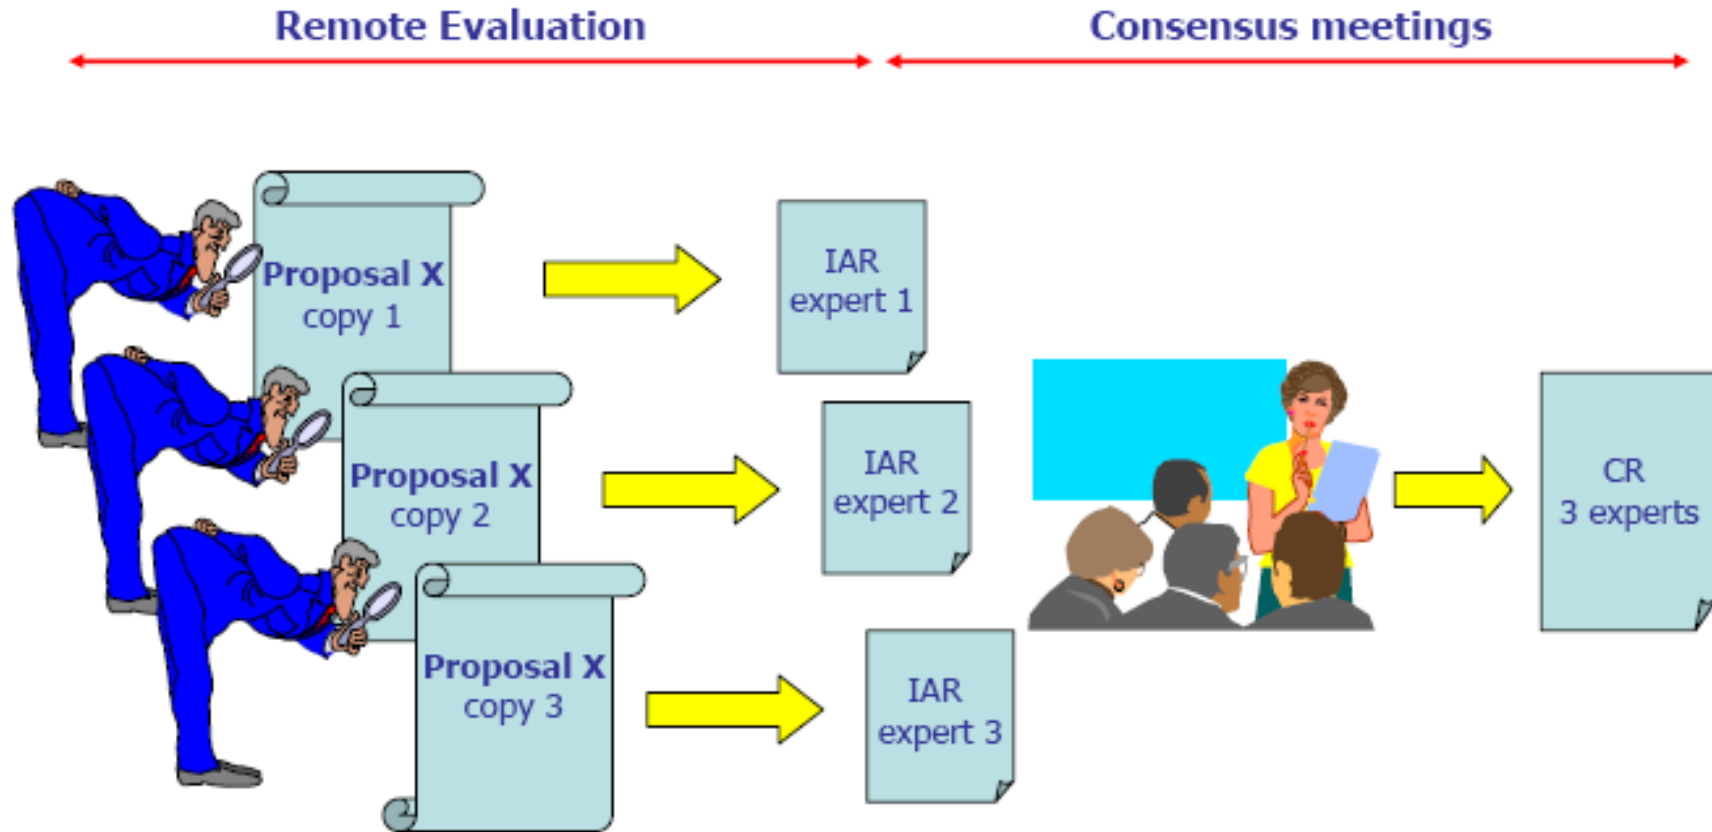 Remote Evaluation
Consensus meetings
Proposal X
copy 1
IAR
expert 1
Proposal X
copy 2
IAR
expert 2
CR
3 experts
Proposal X
copy 3
IAR
expert 3